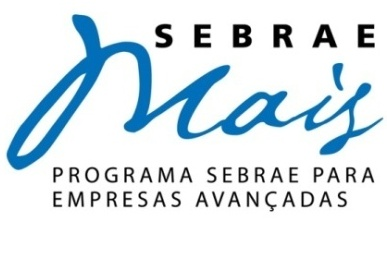 SEBRAE
Mais
PROGRAMA SEBRAE PARA
EMPRESAS AVANÇADAS